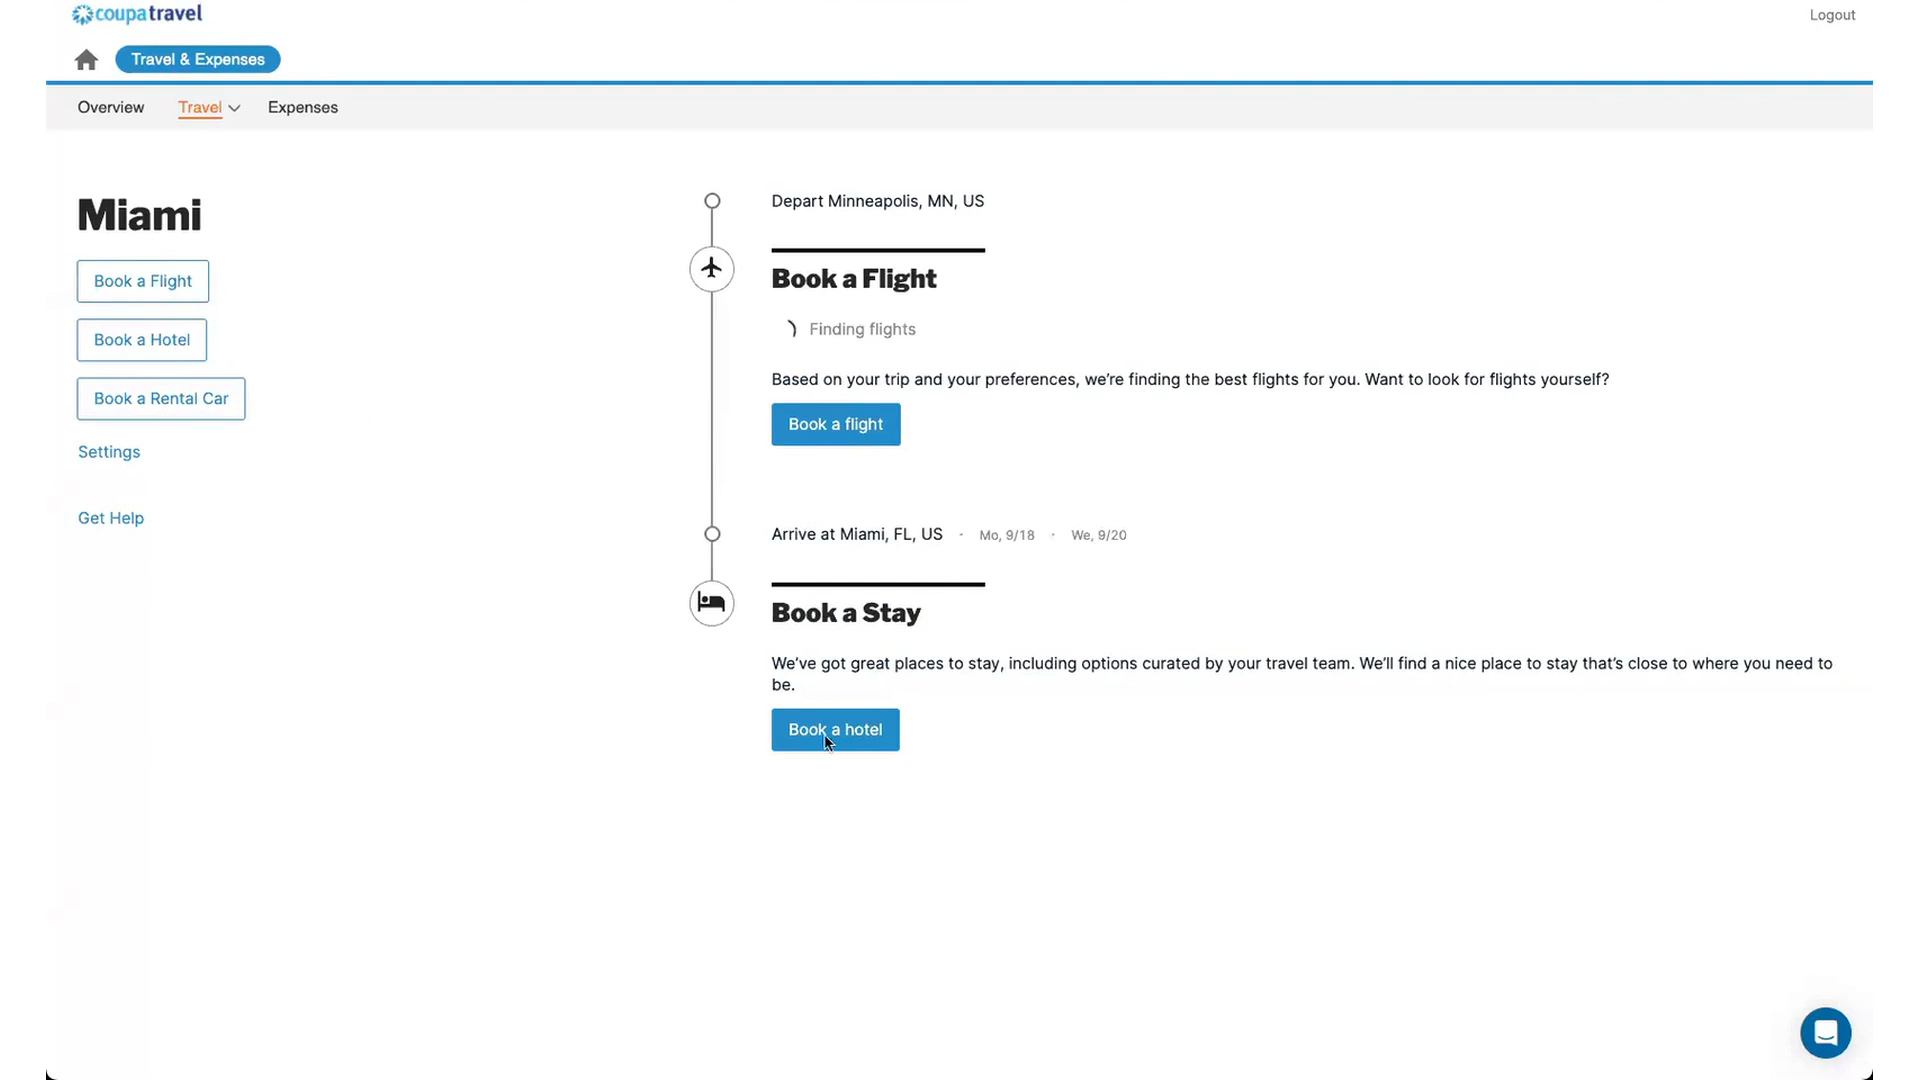 coupatravel
Logout
Travel & Expenses
Overview
Travel
Expenses
Miami
Book a Flight
Book a Hotel
Book a Rental Car
Settings
Get Help
Depart Minneapolis, MN, US
Book a Flight
Finding flights
Based on your trip and your preferences, we’re finding the best flights for you. Want to look for flights yourself?
Book a flight
Arrive at Miami, FL, US · Mo, 9/18 · We, 9/20
Book a Stay
We’ve got great places to stay, including options curated by your travel team. We’ll find a nice place to stay that’s close to where you need to
be.
Book a hotel